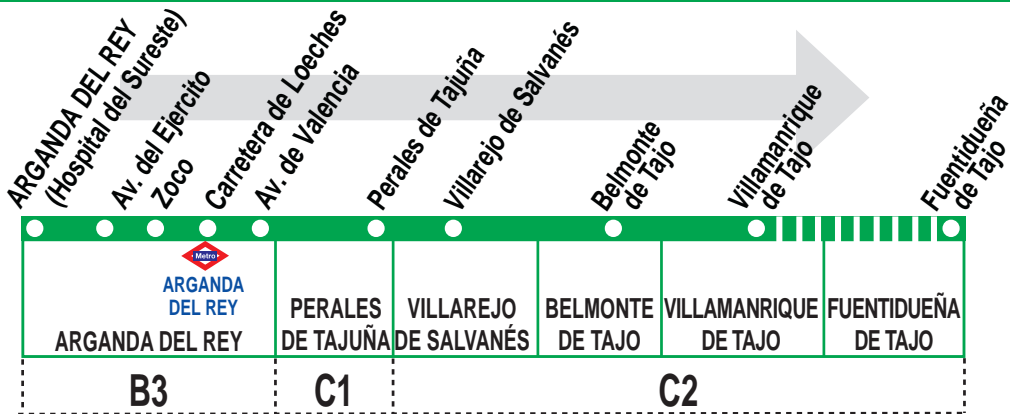 ARGANDA DEL REY
(Hospital del Sureste)
Av. del Ejercito
Zoco
Carretera de Loeches
Av. de Valencia
Perales de Tajuña
Villarejo de Salvanés
Belmonte
de Tajo
Villamanrique
de Tajo
Fuentidueña
de Tajo
Metro
ARGANDA
DEL REY
ARGANDA DEL REY
PERALES
DE TAJUÑA
VILLAREJO
DE SALVANÉS
BELMONTE
DE TAJO
VILLAMANRIQUE
DE TAJO
FUENTIDUEÑA
DE TAJO
B3
C1
C2